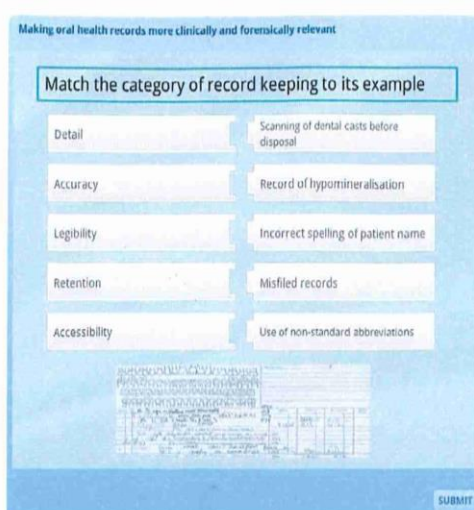 Making oral health records more clinically and forensically relevant
Match the category of record keeping to its example
Detail
Scanning of dental casts before
disposal
Accuracy
Record of hypomineralisation
Legibility
Incorrect spelling of patient name
Retention
Misfiled records
Accessibility
Use of non-standard abbreviations
SUBMIT